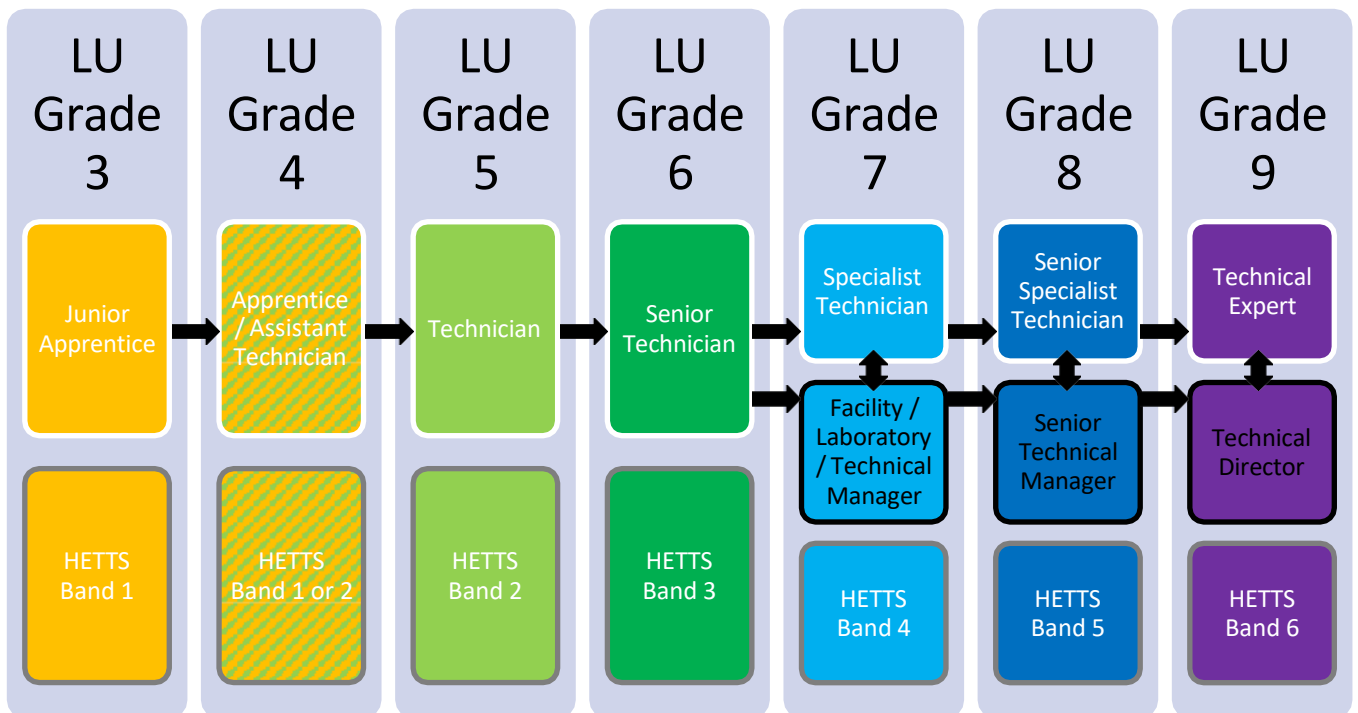 LU
Grade
3
LU
Grade
4
LU
Grade
5
LU
Grade
6
LU
Grade
7
LU
Grade
8
LU
Grade
9
Junior
Apprentice
Apprentice
/ Assistant
Technician
Technician
Senior
Technician
Specialist
Technician
Senior
Specialist
Technician
Technical
Expert
Facility /
Laboratory
/ Technical
Manager
Senior
Technical
Manager
Technical
Director
HETTS
Band 1
HETTS
Band 1 or 2
HETTS
Band 2
HETTS
Band 3
HETTS
Band 4
HETTS
Band 5
HETTS
Band 6